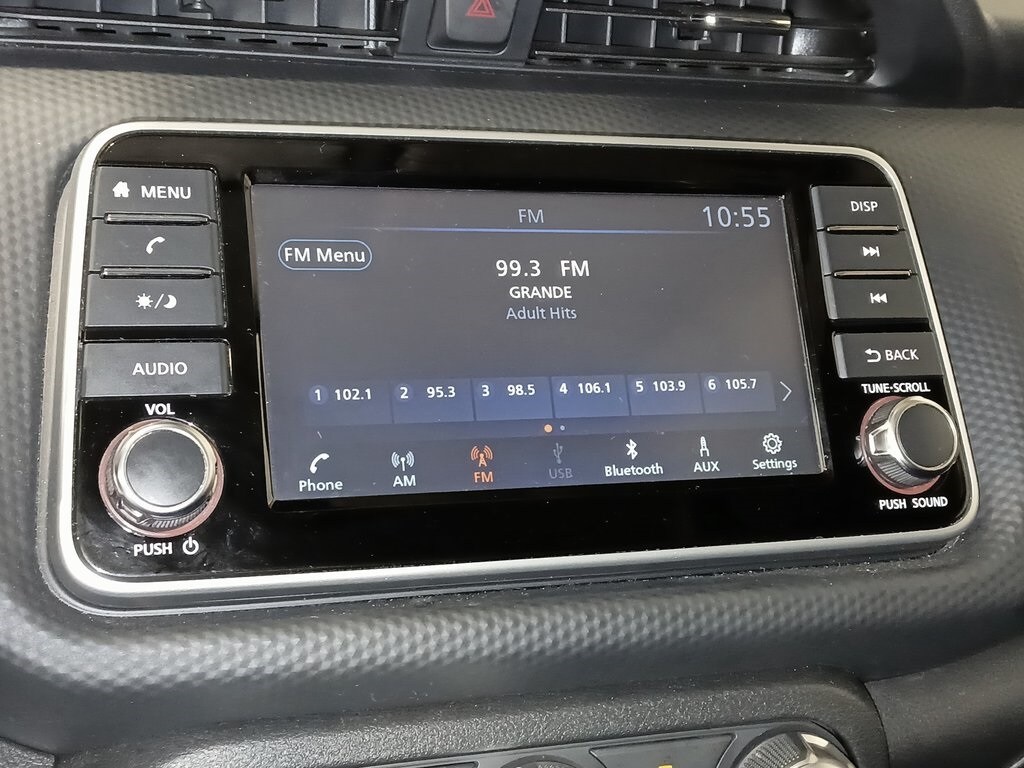 MENU
AUDIO
VOL
PUSH
FM
10:55
FM Menu
99.3 FM
GRANDE
Adult Hits
1 102.1 2 95.3 3 98.5 4 106.1 5 103.9 6 105.7
Phone AM FM USB Bluetooth AUX Settings
DISP
BACK
TUNE·SCROLL
PUSH SOUND